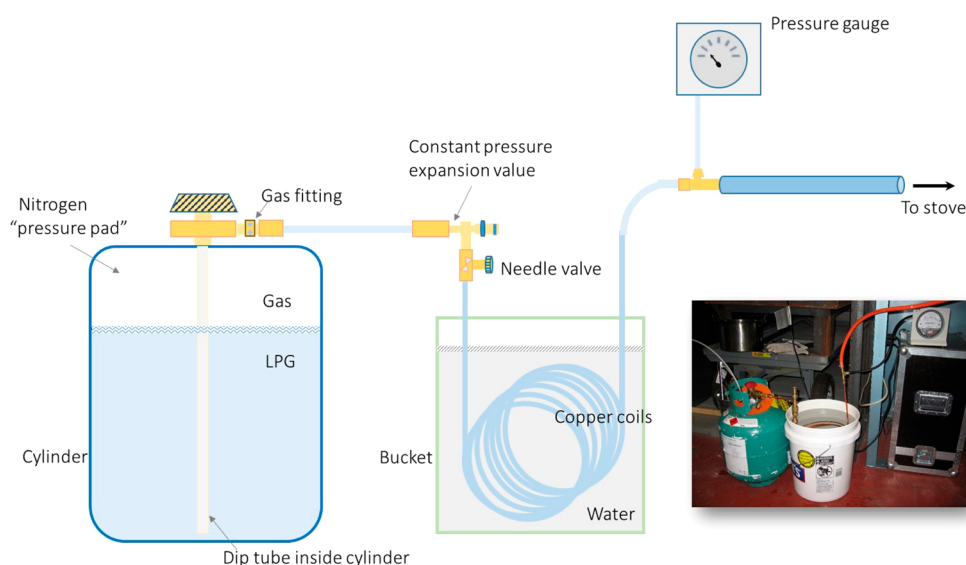 Pressure gauge
Constant pressure
expansion value
Gas fitting
Nitrogen
“pressure pad”
To stove
Needle valve
Gas
LPG
Copper coils
Cylinder
Bucket
Water
Dip tube inside cylinder